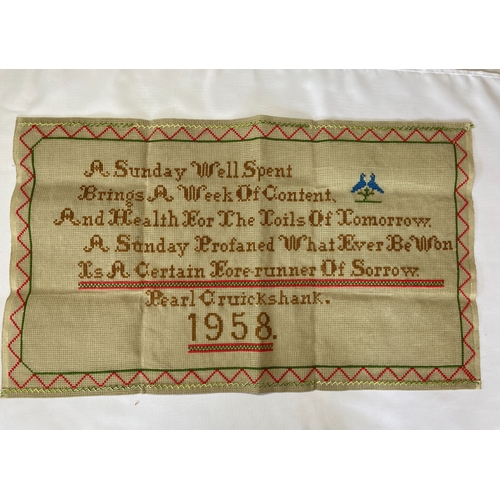 A Sunday Well Spent
Brings A Week Of Content,
And Health For The Toils Of Tomorrow.
A Sunday Profaned What Ever Be Won
Is A Certain Fore-runner Of Sorrow.
Pearl Cruickshank.
1958.